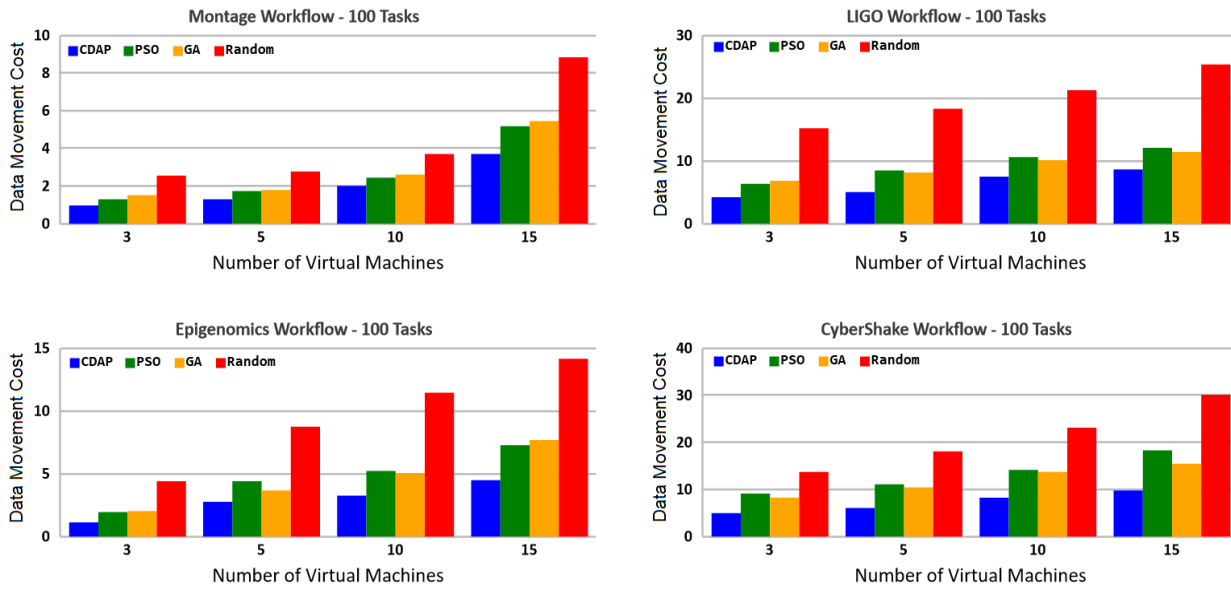 Montage Workflow - 100 Tasks
Data Movement Cost
10
8
6
4
2
0
CDAP PSO GA Random
3 5 10 15
Number of Virtual Machines
LIGO Workflow - 100 Tasks
Data Movement Cost
30
20
10
0
CDAP PSO GA Random
3 5 10 15
Number of Virtual Machines
Epigenomics Workflow - 100 Tasks
Data Movement Cost
15
10
5
0
CDAP PSO GA Random
3 5 10 15
Number of Virtual Machines
CyberShake Workflow - 100 Tasks
Data Movement Cost
40
30
20
10
0
CDAP PSO GA Random
3 5 10 15
Number of Virtual Machines